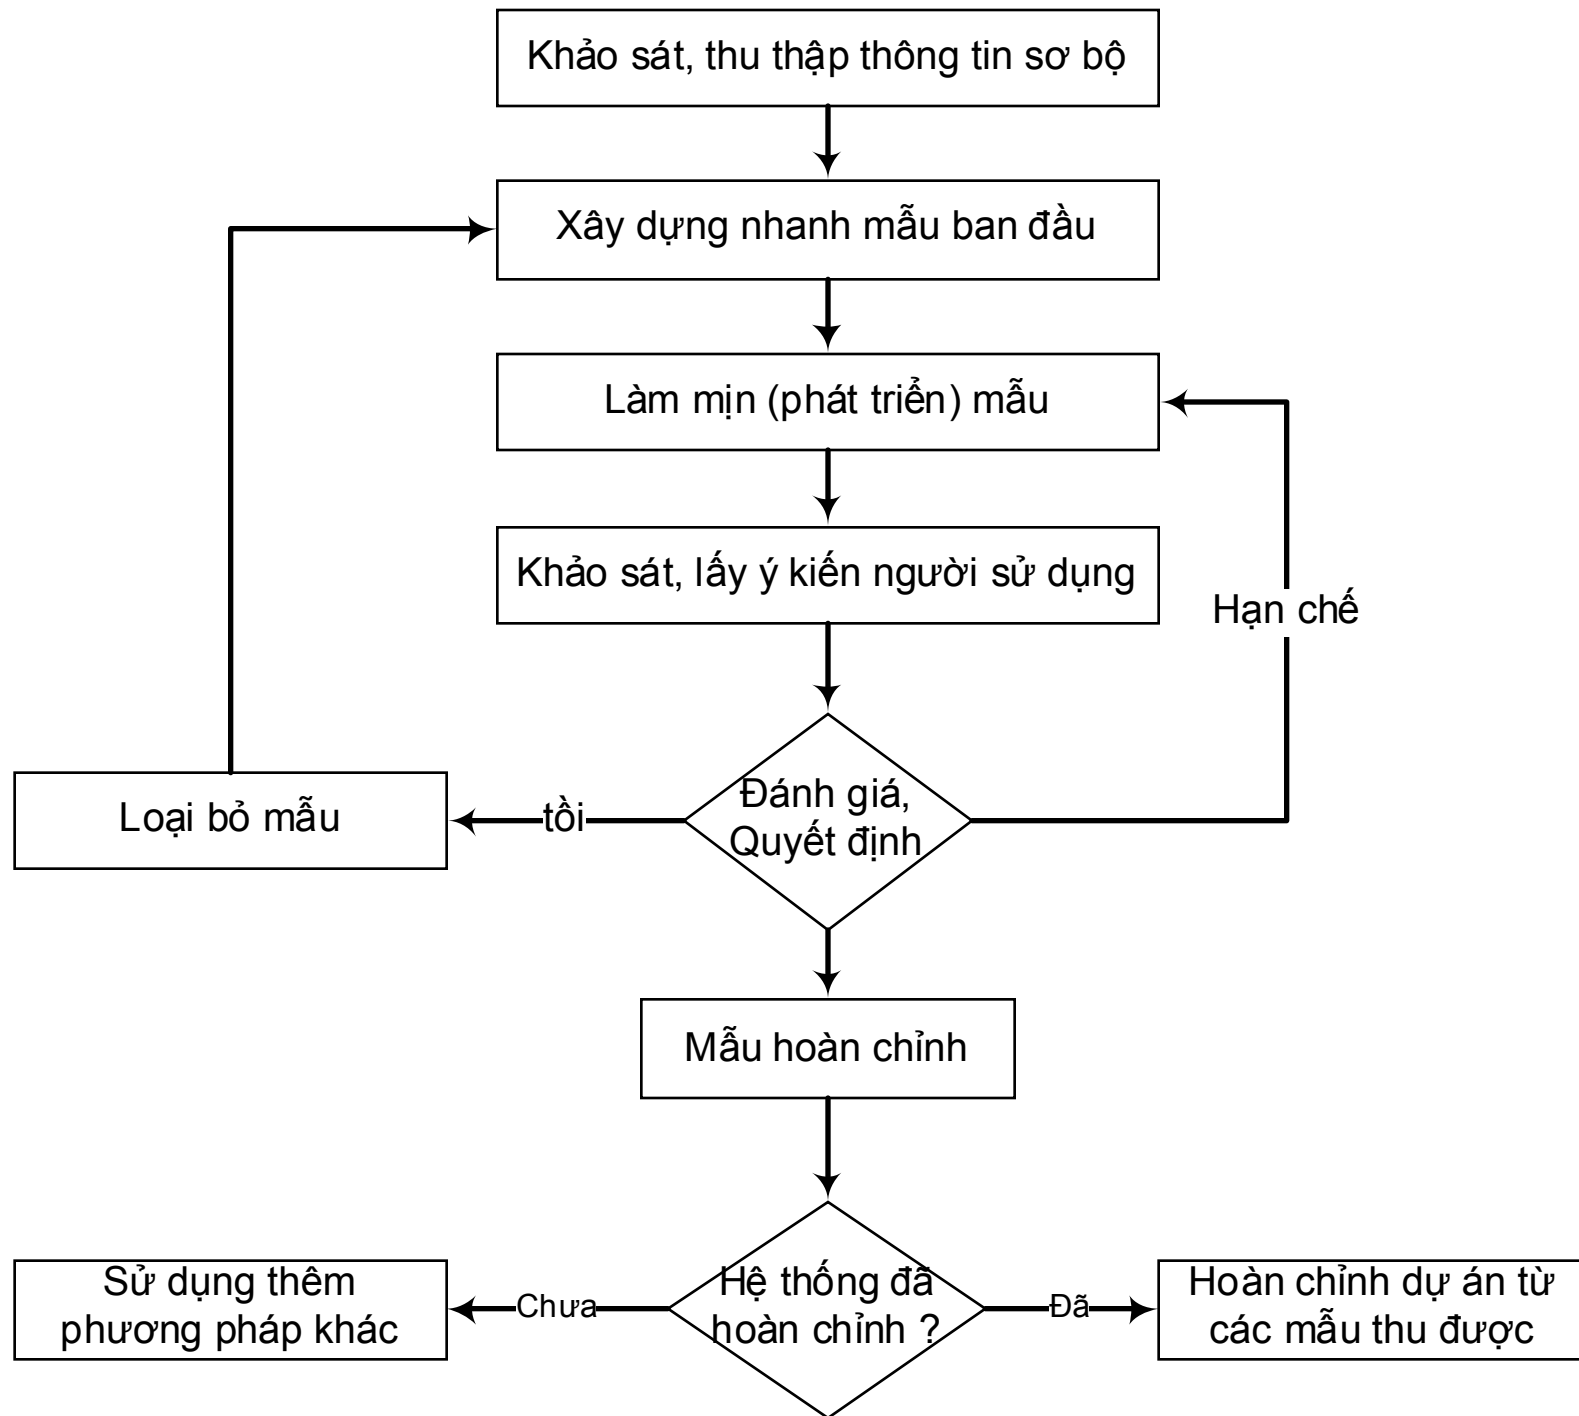 Khảo sát, thu thập thông tin sơ bộ
Xây dựng nhanh mẫu ban đầu
Làm mịn (phát triển) mẫu
Khảo sát, lấy ý kiến người sử dụng
Hạn chế
Loại bỏ mẫu
tồi
Đánh giá,
Quyết định
Mẫu hoàn chỉnh
Sử dụng thêm
phương pháp khác
Chưa
Hệ thống đã
hoàn chỉnh ?
Đã
Hoàn chỉnh dự án từ
các mẫu thu được